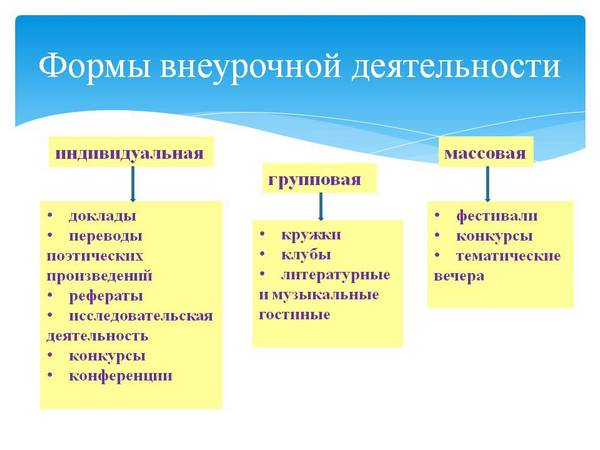 Формы внеурочной деятельности
индивидуальная
• доклады
• переводы
поэтических
произведений
• рефераты
• исследовательская
деятельность
• конкурсы
• конференции
групповая
• кружки
• клубы
• литературные
и музыкальные
гостиные
массовая
• фестивали
• конкурсы
• тематические
вечера